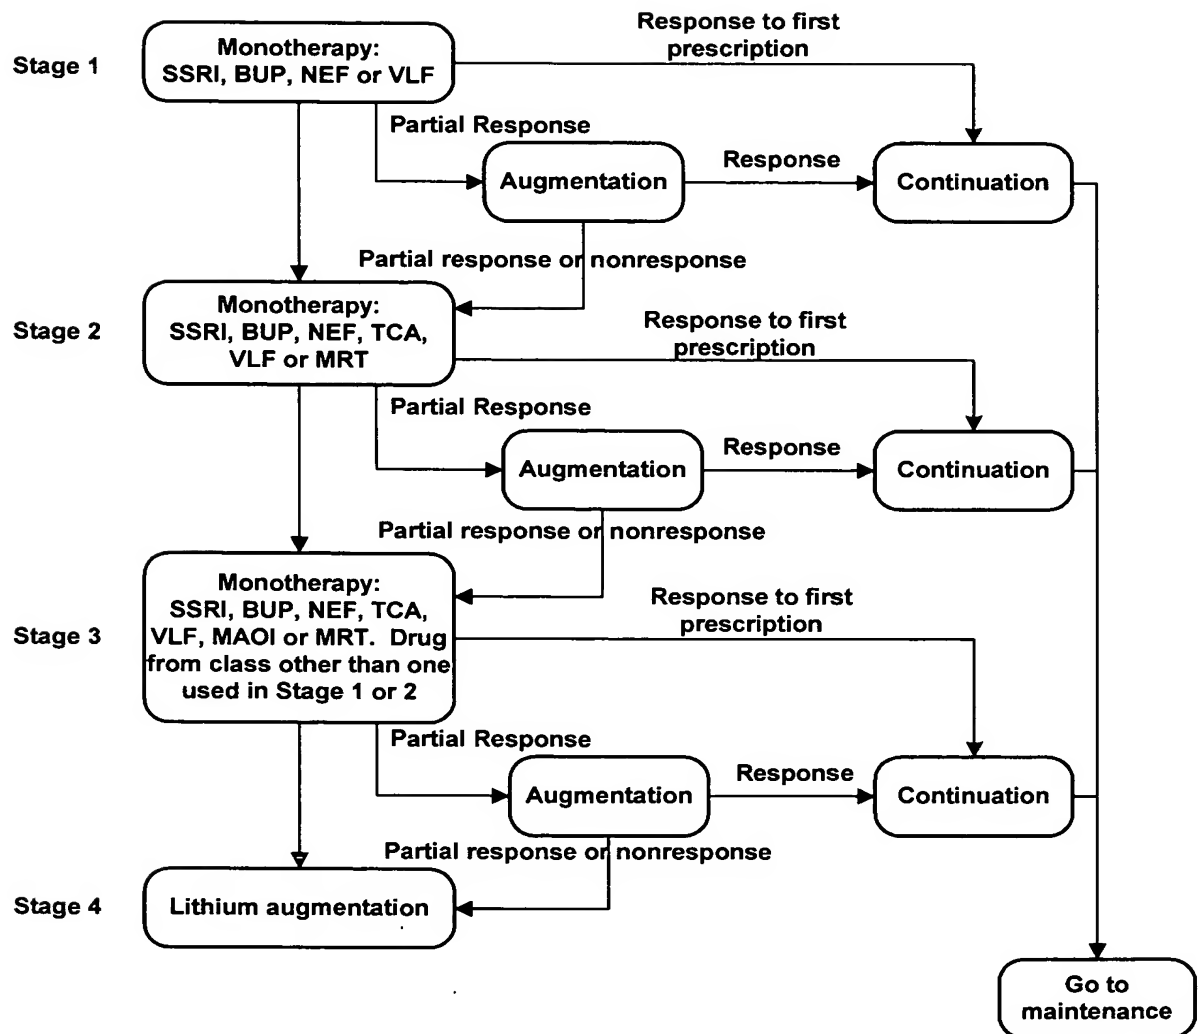 Response to first
prescription
Stage 1
Monotherapy:
SSRI, BUP, NEF or VLF
Partial Response
Augmentation
Response
Continuation
Partial response or nonresponse
Stage 2
Monotherapy:
SSRI, BUP, NEF, TCA,
VLF or MRT
Response to first
prescription
Partial Response
Augmentation
Response
Continuation
Partial response or nonresponse
Stage 3
Monotherapy:
SSRI, BUP, NEF, TCA,
VLF, MAOI or MRT. Drug
from class other than one
used in Stage 1 or 2
Response to first
prescription
Partial Response
Augmentation
Response
Continuation
Partial response or nonresponse
Stage 4
Lithium augmentation
Go to
maintenance